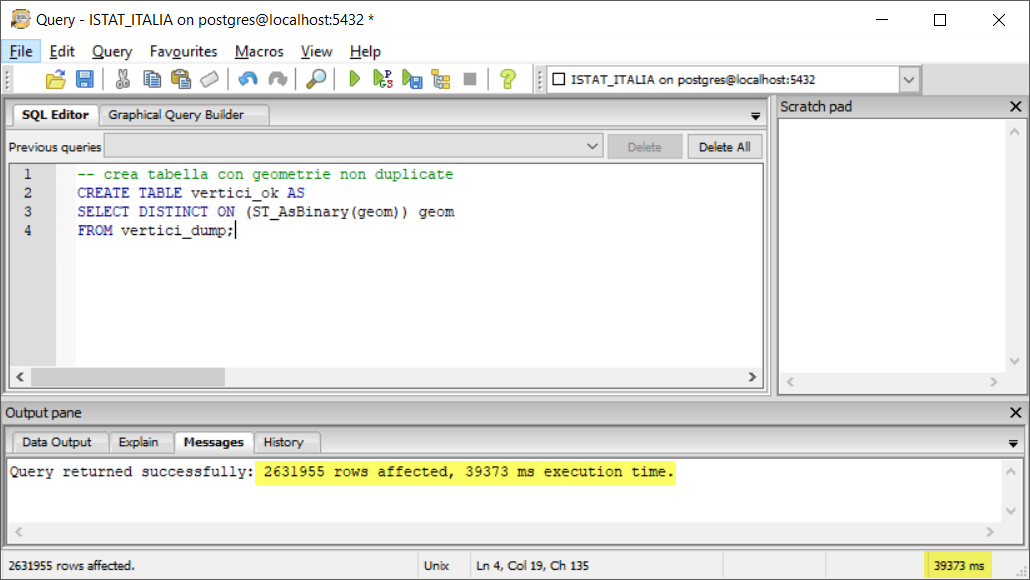 Query - ISTAT_ITALIA on postgres@localhost:5432 *
File Edit Query Favourites Macros View Help
ISTAT_ITALIA on postgres@localhost:5432
SQL Editor Graphical Query Builder
Scratch pad
Previous queries Delete Delete All
1 -- crea tabella con geometrie non duplicate
2 CREATE TABLE vertici_ok AS
3 SELECT DISTINCT ON (ST_AsBinary(geom)) geom
4 FROM vertici_dump;
Output pane
Data Output Explain Messages History
Query returned successfully: 2631955 rows affected, 39373 ms execution time.
2631955 rows affected. Unix Ln 4, Col 19, Ch 135 39373 ms